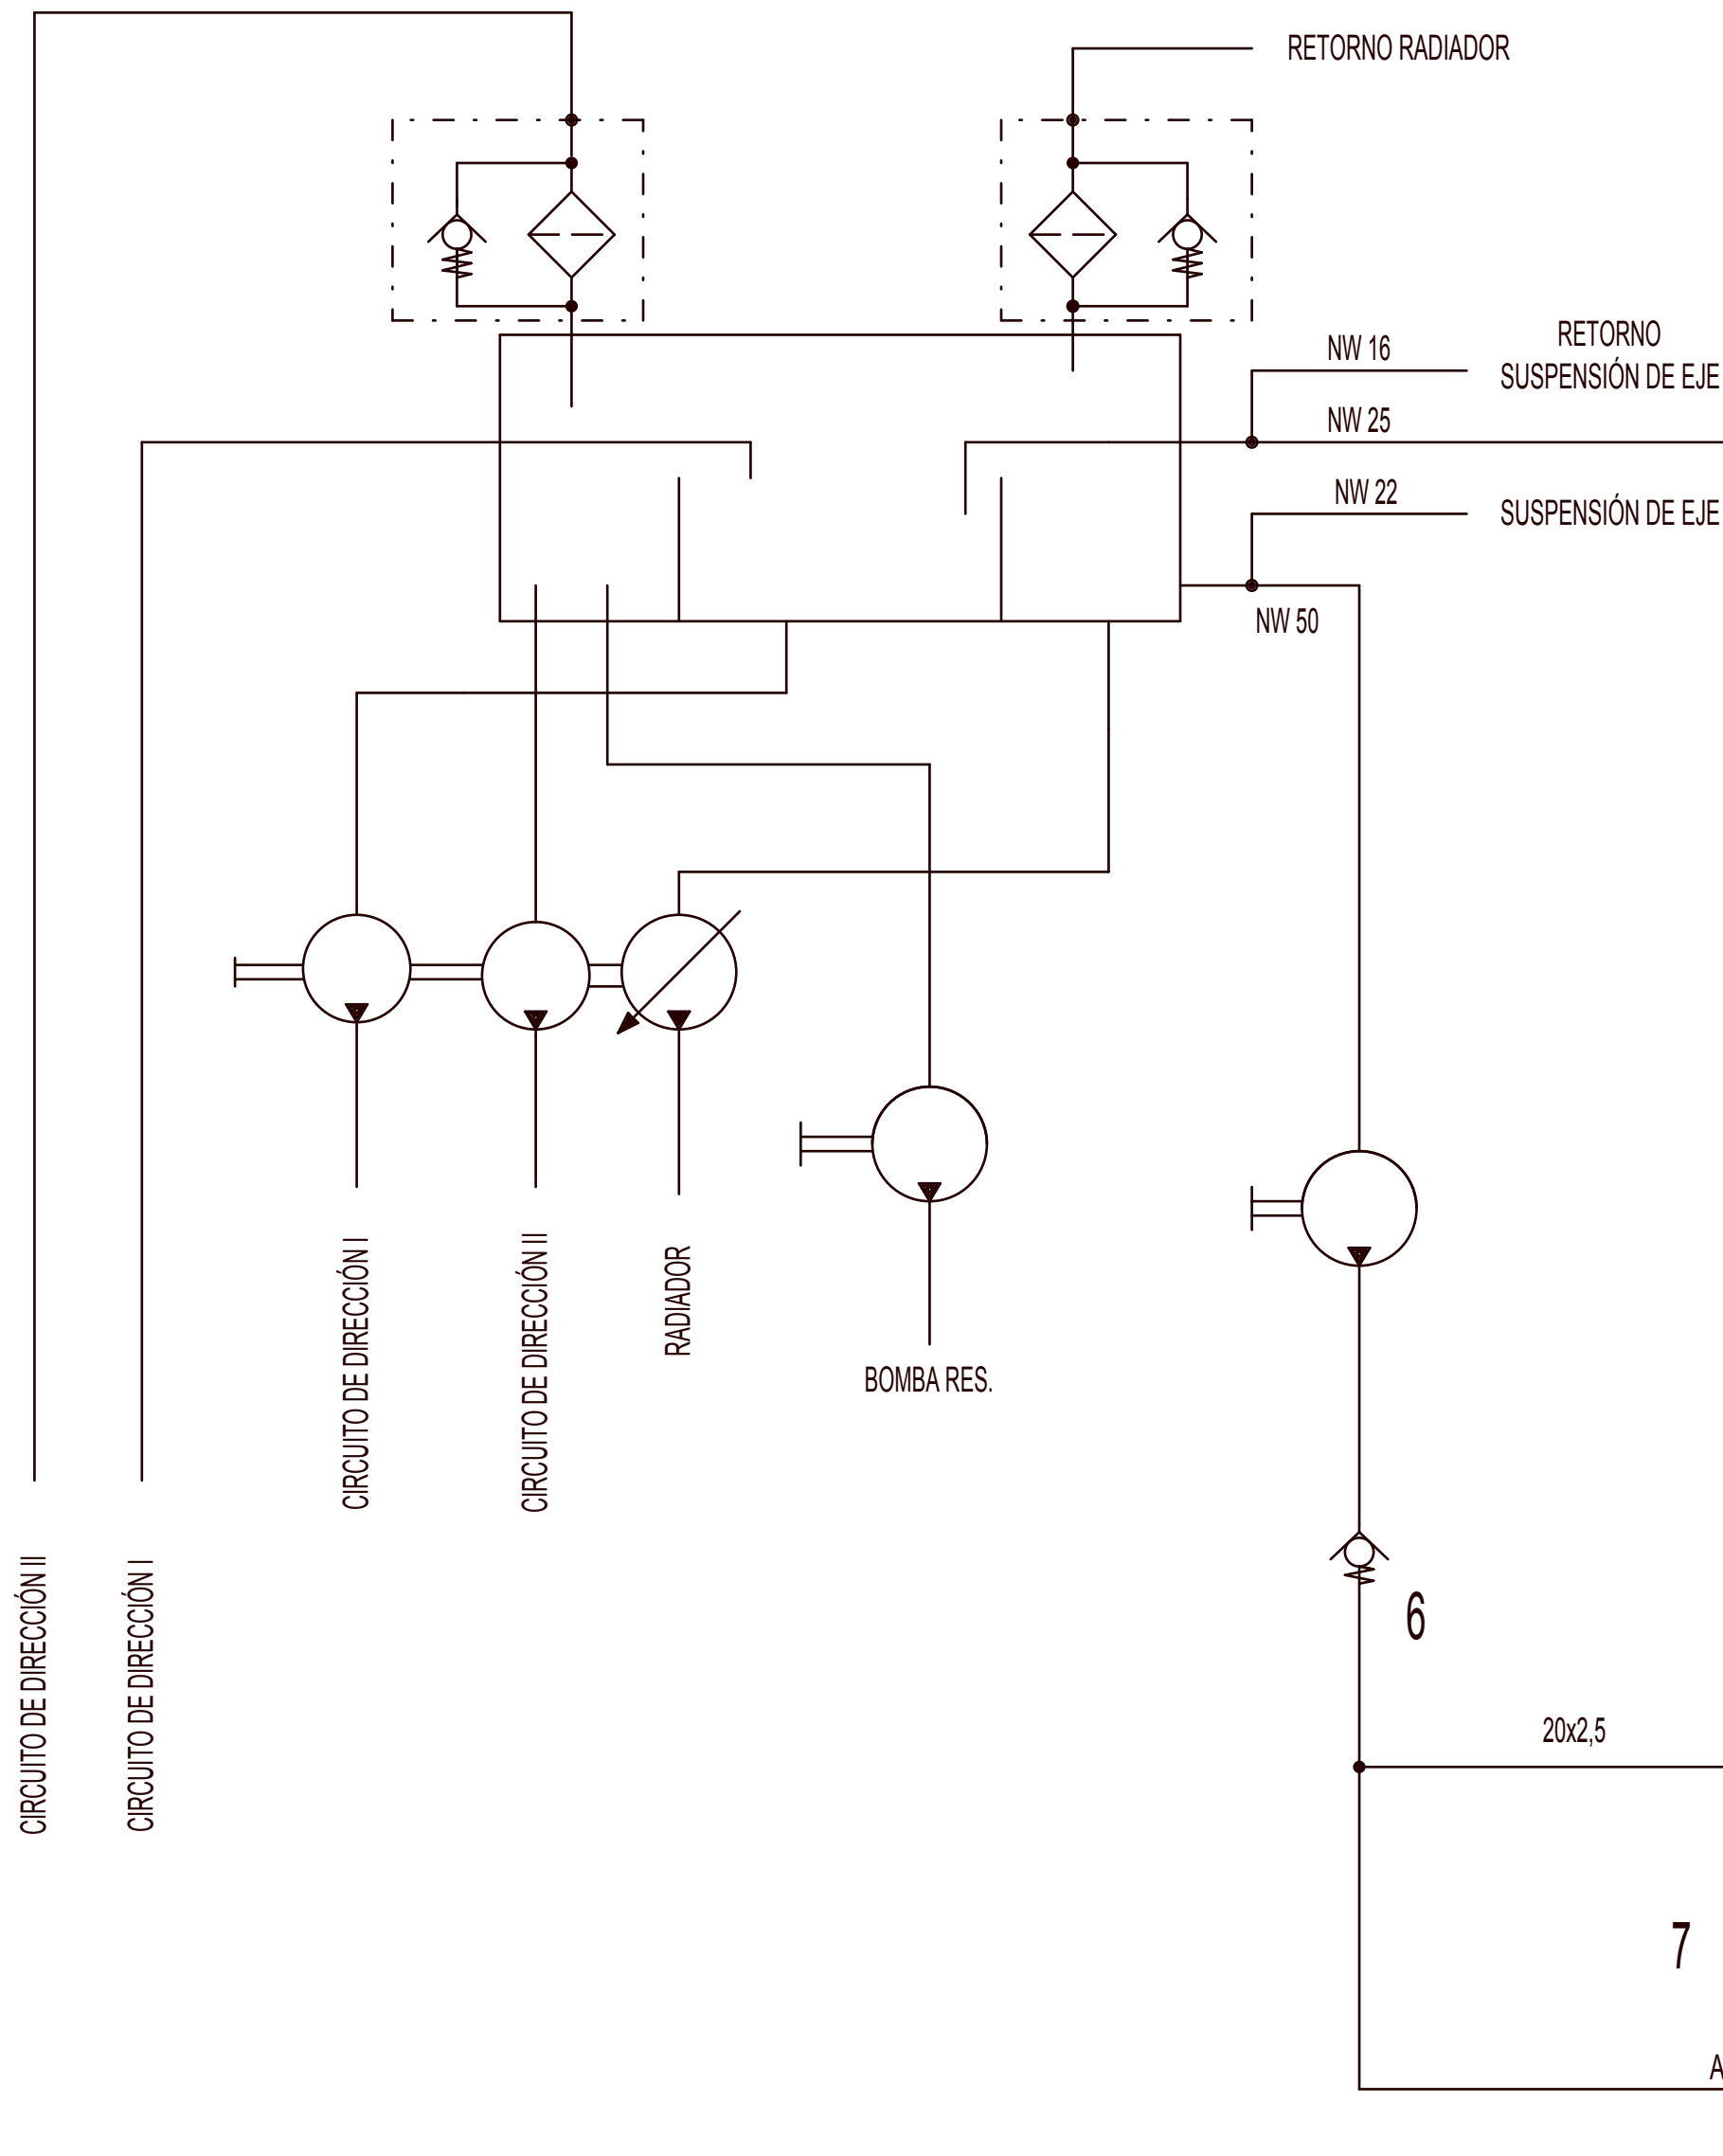 RETORNO RADIADOR
NW 16
RETORNO
SUSPENSIÓN DE EJE
NW 25
NW 22
SUSPENSIÓN DE EJE
NW 50
CIRCUITO DE DIRECCIÓN I
CIRCUITO DE DIRECCIÓN II
RADIADOR
BOMBA RES.
CIRCUITO DE DIRECCIÓN II
CIRCUITO DE DIRECCIÓN I
6
20x2,5
7
A